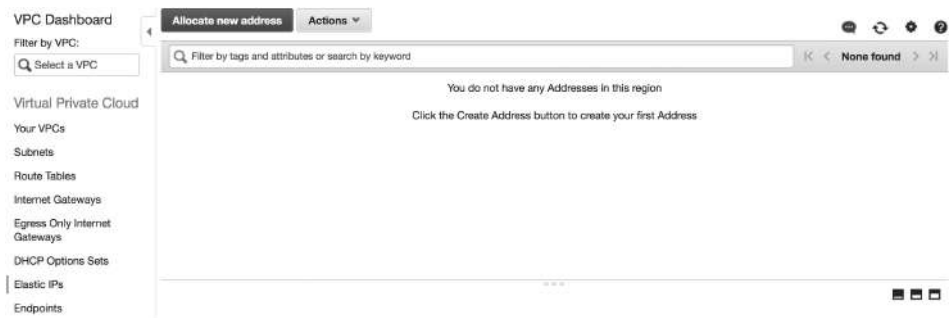 VPC Dashboard
Filter by VPC:
Select a VPC
Virtual Private Cloud
Your VPCs
Subnets
Route Tables
Internet Gateways
Egress Only Internet
Gateways
DHCP Options Sets
Elastic IPs
Endpoints
Allocate new address
Actions
Filter by tags and attributes or search by keyword
None found
You do not have any Addresses in this region
Click the Create Address button to create your first Address